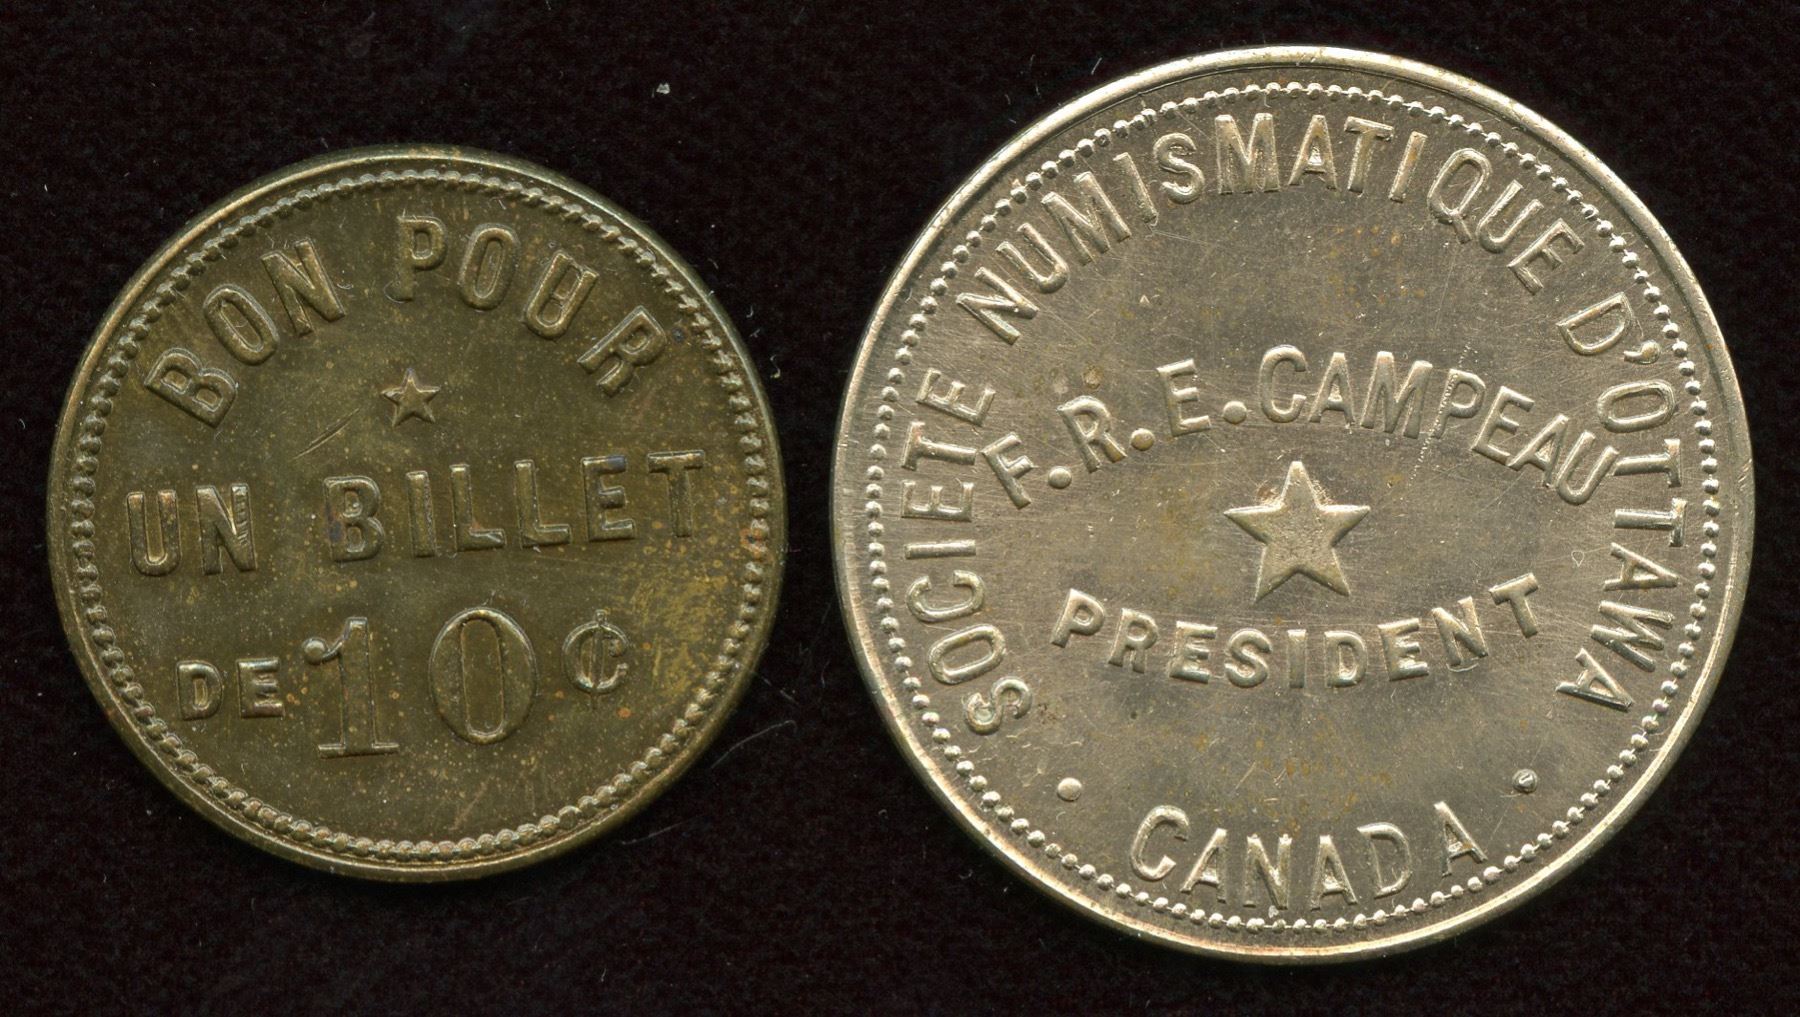 BON POUR
UN BILLET
DE 10 ¢
SOCIETE NUMISMATIQUE D'OTTAWA
F.R.E.CAMPEAU
PRESIDENT
· CANADA ·